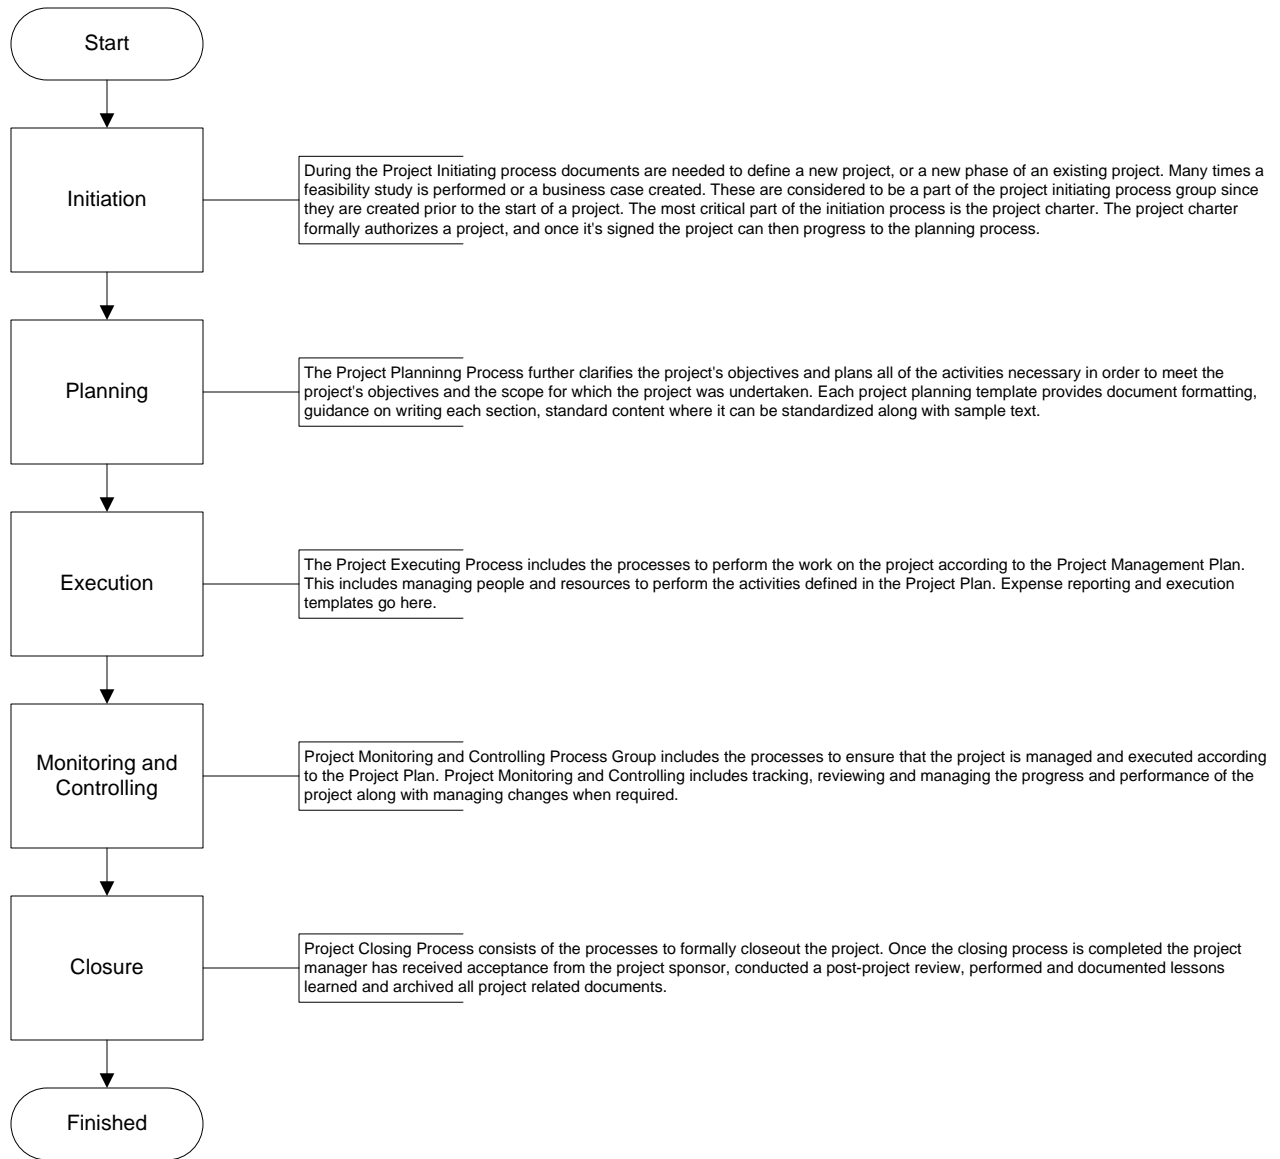 Start
Initiation
During the Project Initiating process documents are needed to define a new project, or a new phase of an existing project. Many times a
feasibility study is performed or a business case created. These are considered to be a part of the project initiating process group since
they are created prior to the start of a project. The most critical part of the initiation process is the project charter. The project charter
formally authorizes a project, and once it's signed the project can then progress to the planning process.
Planning
The Project Planninng Process further clarifies the project's objectives and plans all of the activities necessary in order to meet the
project's objectives and the scope for which the project was undertaken. Each project planning template provides document formatting,
guidance on writing each section, standard content where it can be standardized along with sample text.
Execution
The Project Executing Process includes the processes to perform the work on the project according to the Project Management Plan.
This includes managing people and resources to perform the activities defined in the Project Plan. Expense reporting and execution
templates go here.
Monitoring and
Controlling
Project Monitoring and Controlling Process Group includes the processes to ensure that the project is managed and executed according
to the Project Plan. Project Monitoring and Controlling includes tracking, reviewing and managing the progress and performance of the
project along with managing changes when required.
Closure
Project Closing Process consists of the processes to formally closeout the project. Once the closing process is completed the project
manager has received acceptance from the project sponsor, conducted a post-project review, performed and documented lessons
learned and archived all project related documents.
Finished